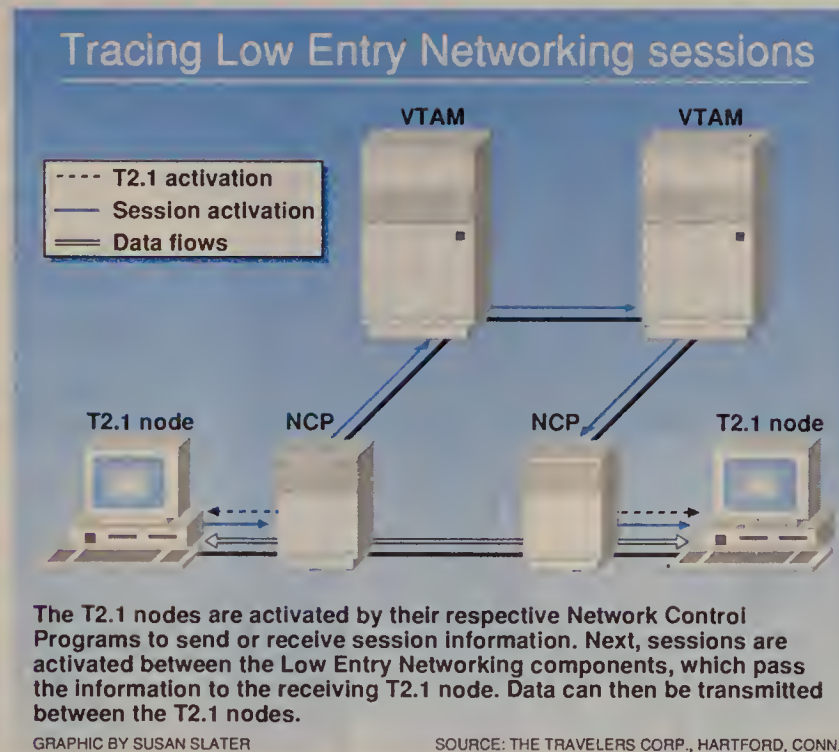 Tracing Low Entry Networking sessions
VTAM VTAM
T2.1 activation
Session activation
Data flows
T2.1 node NCP NCP T2.1 node
The T2.1 nodes are activated by their respective Network Control
Programs to send or receive session information. Next, sessions are
activated between the Low Entry Networking components, which pass
the information to the receiving T2.1 node. Data can then be transmitted
between the T2.1 nodes.
GRAPHIC BY SUSAN SLATER SOURCE: THE TRAVELERS CORP., HARTFORD, CONN